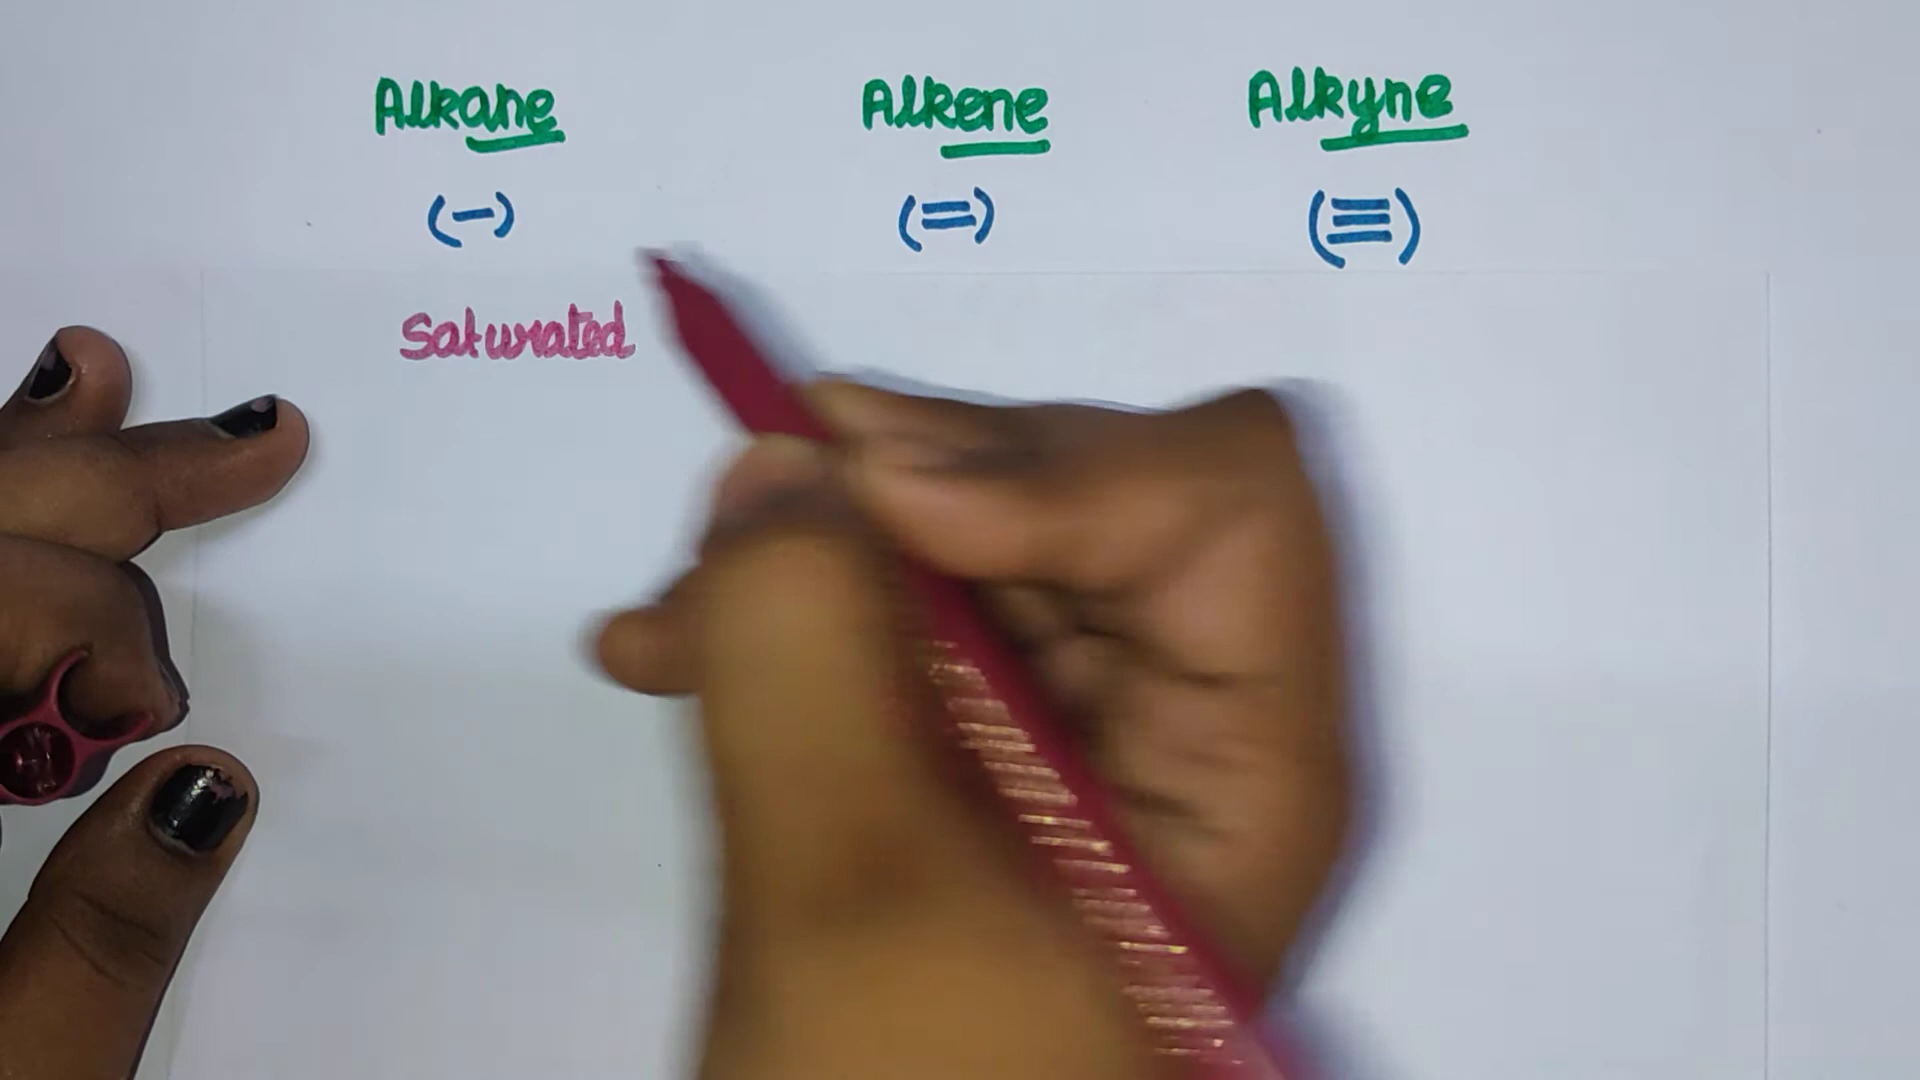 Alkane Alkene Alkyne
(−) (=) (≡)
Saturated